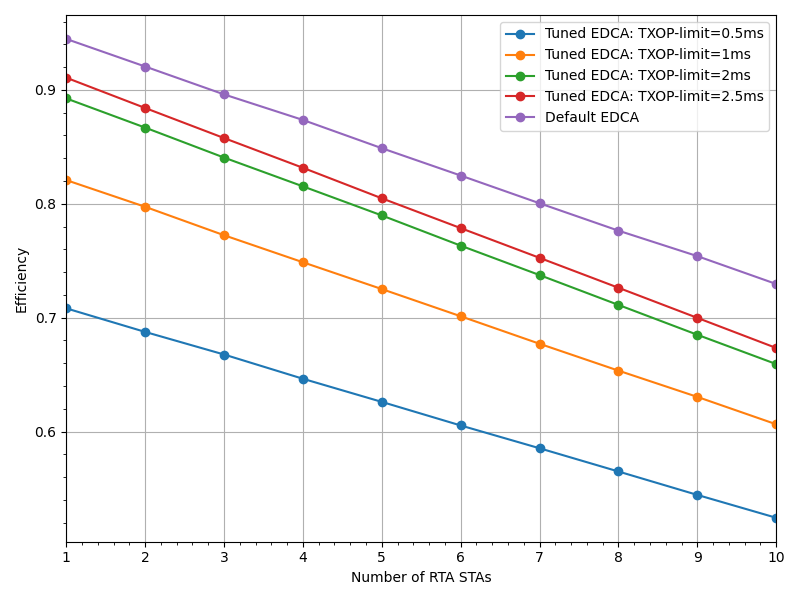 Tuned EDCA: TXOP-limit=0.5ms
Tuned EDCA: TXOP-limit=1ms
Tuned EDCA: TXOP-limit=2ms
Tuned EDCA: TXOP-limit=2.5ms
Default EDCA
0.9
0.8
0.7
0.6
Efficiency
1 2 3 4 5 6 7 8 9 10
Number of RTA STAs